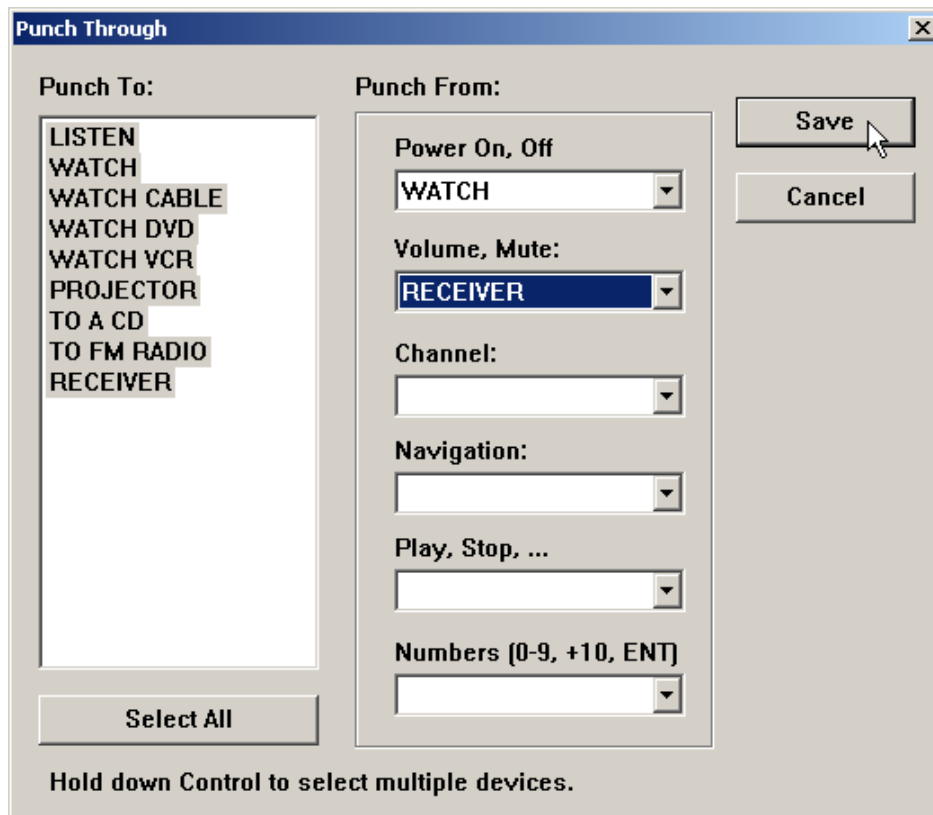 Punch Through
Punch To:
LISTEN
WATCH
WATCH CABLE
WATCH DVD
WATCH VCR
PROJECTOR
TO A CD
TO FM RADIO
RECEIVER
Select All
Hold down Control to select multiple devices.
Punch From:
Power On, Off
WATCH
Volume, Mute:
RECEIVER
Channel:
Navigation:
Play, Stop, ...
Numbers (0-9, +10, ENT)
Save
Cancel